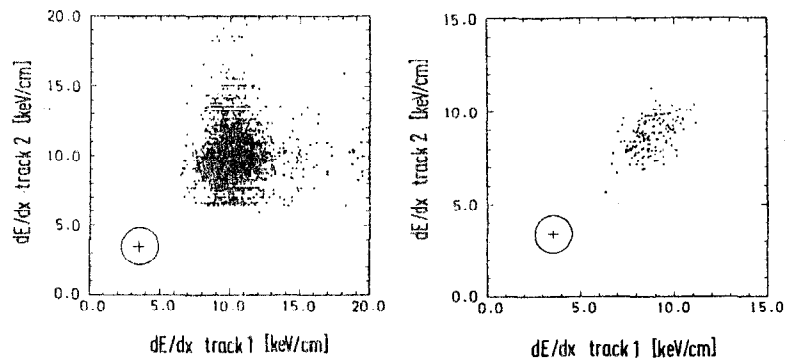 20.0
15.0
10.0
5.0
0.0
0.0 5.0 10.0 15.0 20.0
dE/dx track 2 [keV/cm]
dE/dx track 1 [keV/cm]
15.0
10.0
5.0
0.0
0.0 5.0 10.0 15.0
dE/dx track 2 [keV/cm]
dE/dx track 1 [keV/cm]